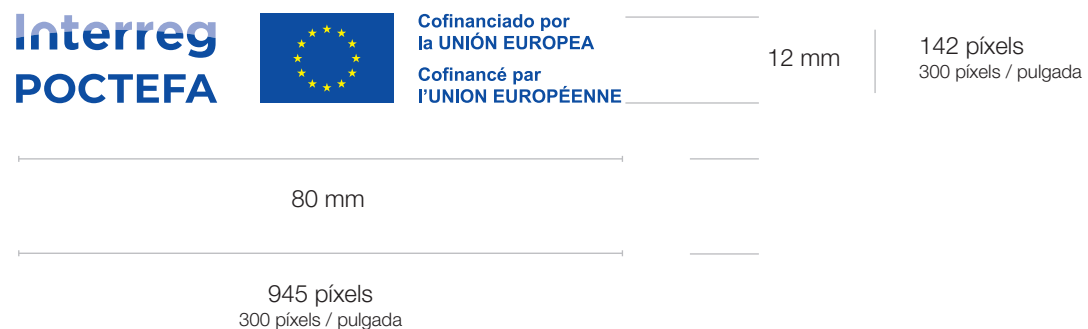 Interreg
POCTEFA
Cofinanciado por
la UNIÓN EUROPEA
Cofinancé par
l'UNION EUROPÉENNE
12 mm
142 píxels
300 píxels / pulgada
80 mm
945 píxels
300 píxels / pulgada